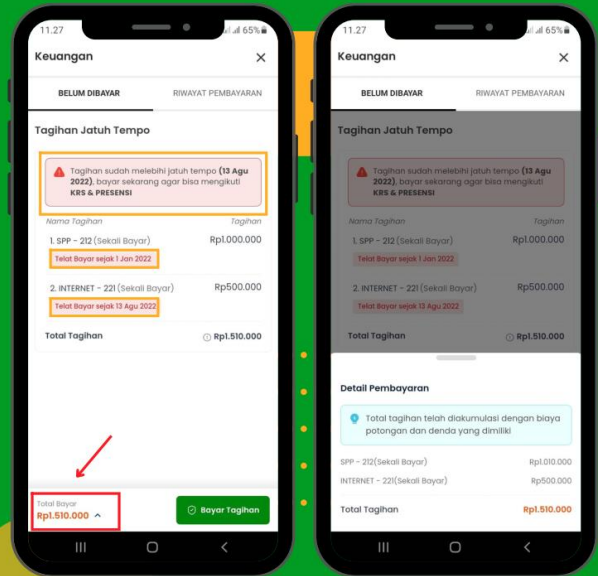 11.27
65%
Keuangan
×
BELUM DIBAYAR
RIWAYAT PEMBAYARAN
Tagihan Jatuh Tempo
Tagihan sudah melebihi jatuh tempo (13 Agu
2022), bayar sekarang agar bisa mengikuti
KRS & PRESENSI
Nama Tagihan
Tagihan
1. SPP - 212 (Sekali Bayar)
Rp1.000.000
Telat Bayar sejak 1 Jan 2022
2. INTERNET - 221 (Sekali Bayar)
Rp500.000
Telat Bayar sejak 13 Agu 2022
Total Tagihan
Rp1.510.000
Total Bayar
Rp1.510.000
Bayar Tagihan
11.27
65%
Keuangan
×
BELUM DIBAYAR
RIWAYAT PEMBAYARAN
Tagihan Jatuh Tempo
Tagihan sudah melebihi jatuh tempo (13 Agu
2022), bayar sekarang agar bisa mengikuti
KRS & PRESENSI
Nama Tagihan
Tagihan
1. SPP - 212 (Sekali Bayar)
Rp1.000.000
Telat Bayar sejak 1 Jan 2022
2. INTERNET - 221 (Sekali Bayar)
Rp500.000
Telat Bayar sejak 13 Agu 2022
Total Tagihan
Rp1.510.000
Detail Pembayaran
Total tagihan telah diakumulasi dengan biaya
potongan dan denda yang dimiliki
SPP - 212(Sekali Bayar)
Rp1.010.000
INTERNET - 221(Sekali Bayar)
Rp500.000
Total Tagihan
Rp1.510.000